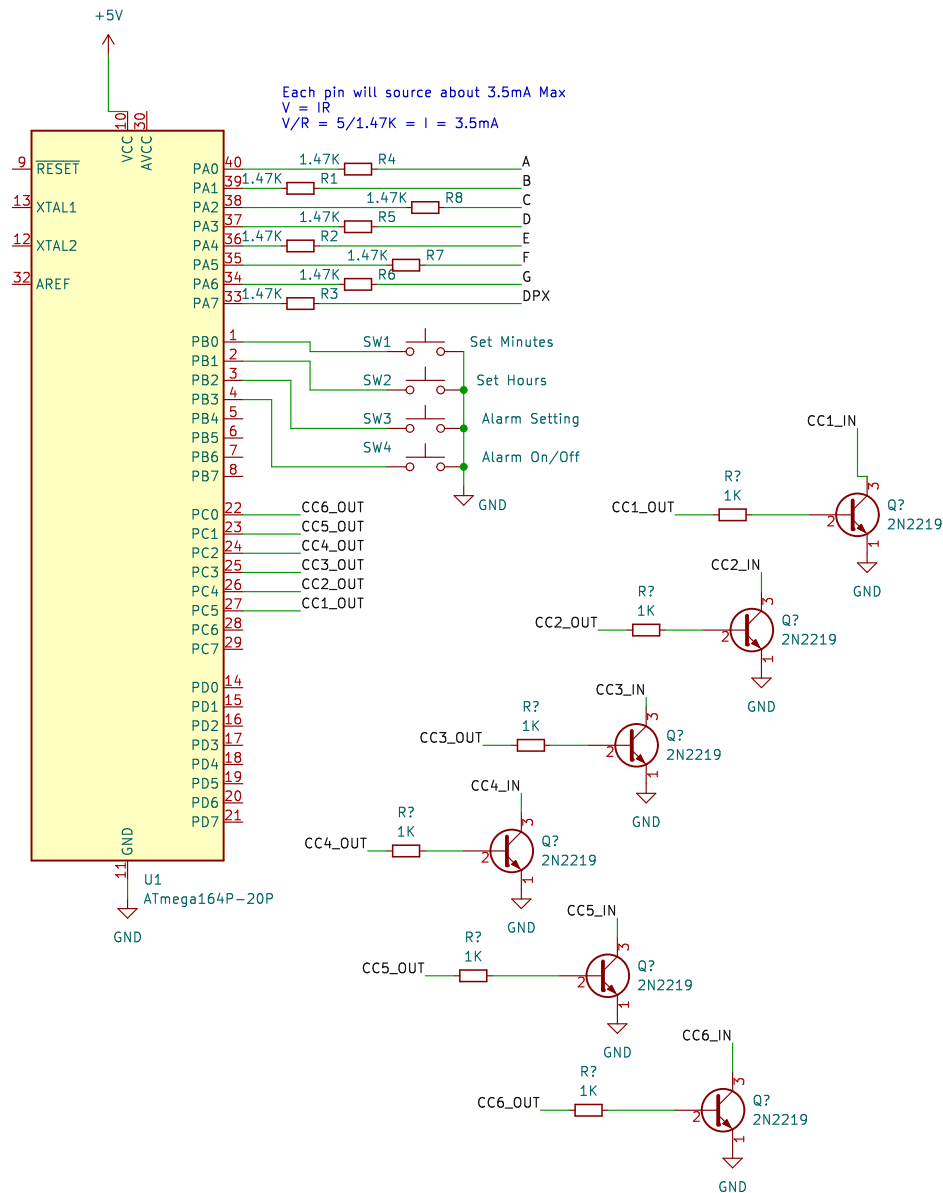 +5V
Each pin will source about 3.5mA Max
V = IR
V/R = 5/1.47K = I = 3.5mA
10
30
VCC
AVCC
9
RESET
13
XTAL1
12
XTAL2
32
AREF
PA0
40
1.47K
R4
A
PA1
39
1.47K
R1
B
PA2
38
1.47K
R8
C
PA3
37
1.47K
R5
D
PA4
36
1.47K
R2
E
PA5
35
1.47K
R7
F
PA6
34
1.47K
R6
G
PA7
33
1.47K
R3
DPX
PB0
1
SW1
Set Minutes
PB1
2
SW2
Set Hours
PB2
3
SW3
Alarm Setting
PB3
4
SW4
Alarm On/Off
PB4
5
PB5
6
PB6
7
PB7
8
GND
PC0
22
CC6_OUT
PC1
23
CC5_OUT
PC2
24
CC4_OUT
PC3
25
CC3_OUT
PC4
26
CC2_OUT
PC5
27
CC1_OUT
PC6
28
PC7
29
PD0
14
PD1
15
PD2
16
PD3
17
PD4
18
PD5
19
PD6
20
PD7
21
GND
11
U1
ATmega164P-20P
GND
CC1_IN
R?
1K
CC1_OUT
2
3
1
Q?
2N2219
GND
CC2_IN
R?
1K
CC2_OUT
2
3
1
Q?
2N2219
GND
CC3_IN
R?
1K
CC3_OUT
2
3
1
Q?
2N2219
GND
CC4_IN
R?
1K
CC4_OUT
2
3
1
Q?
2N2219
GND
CC5_IN
R?
1K
CC5_OUT
2
3
1
Q?
2N2219
GND
CC6_IN
R?
1K
CC6_OUT
2
3
1
Q?
2N2219
GND